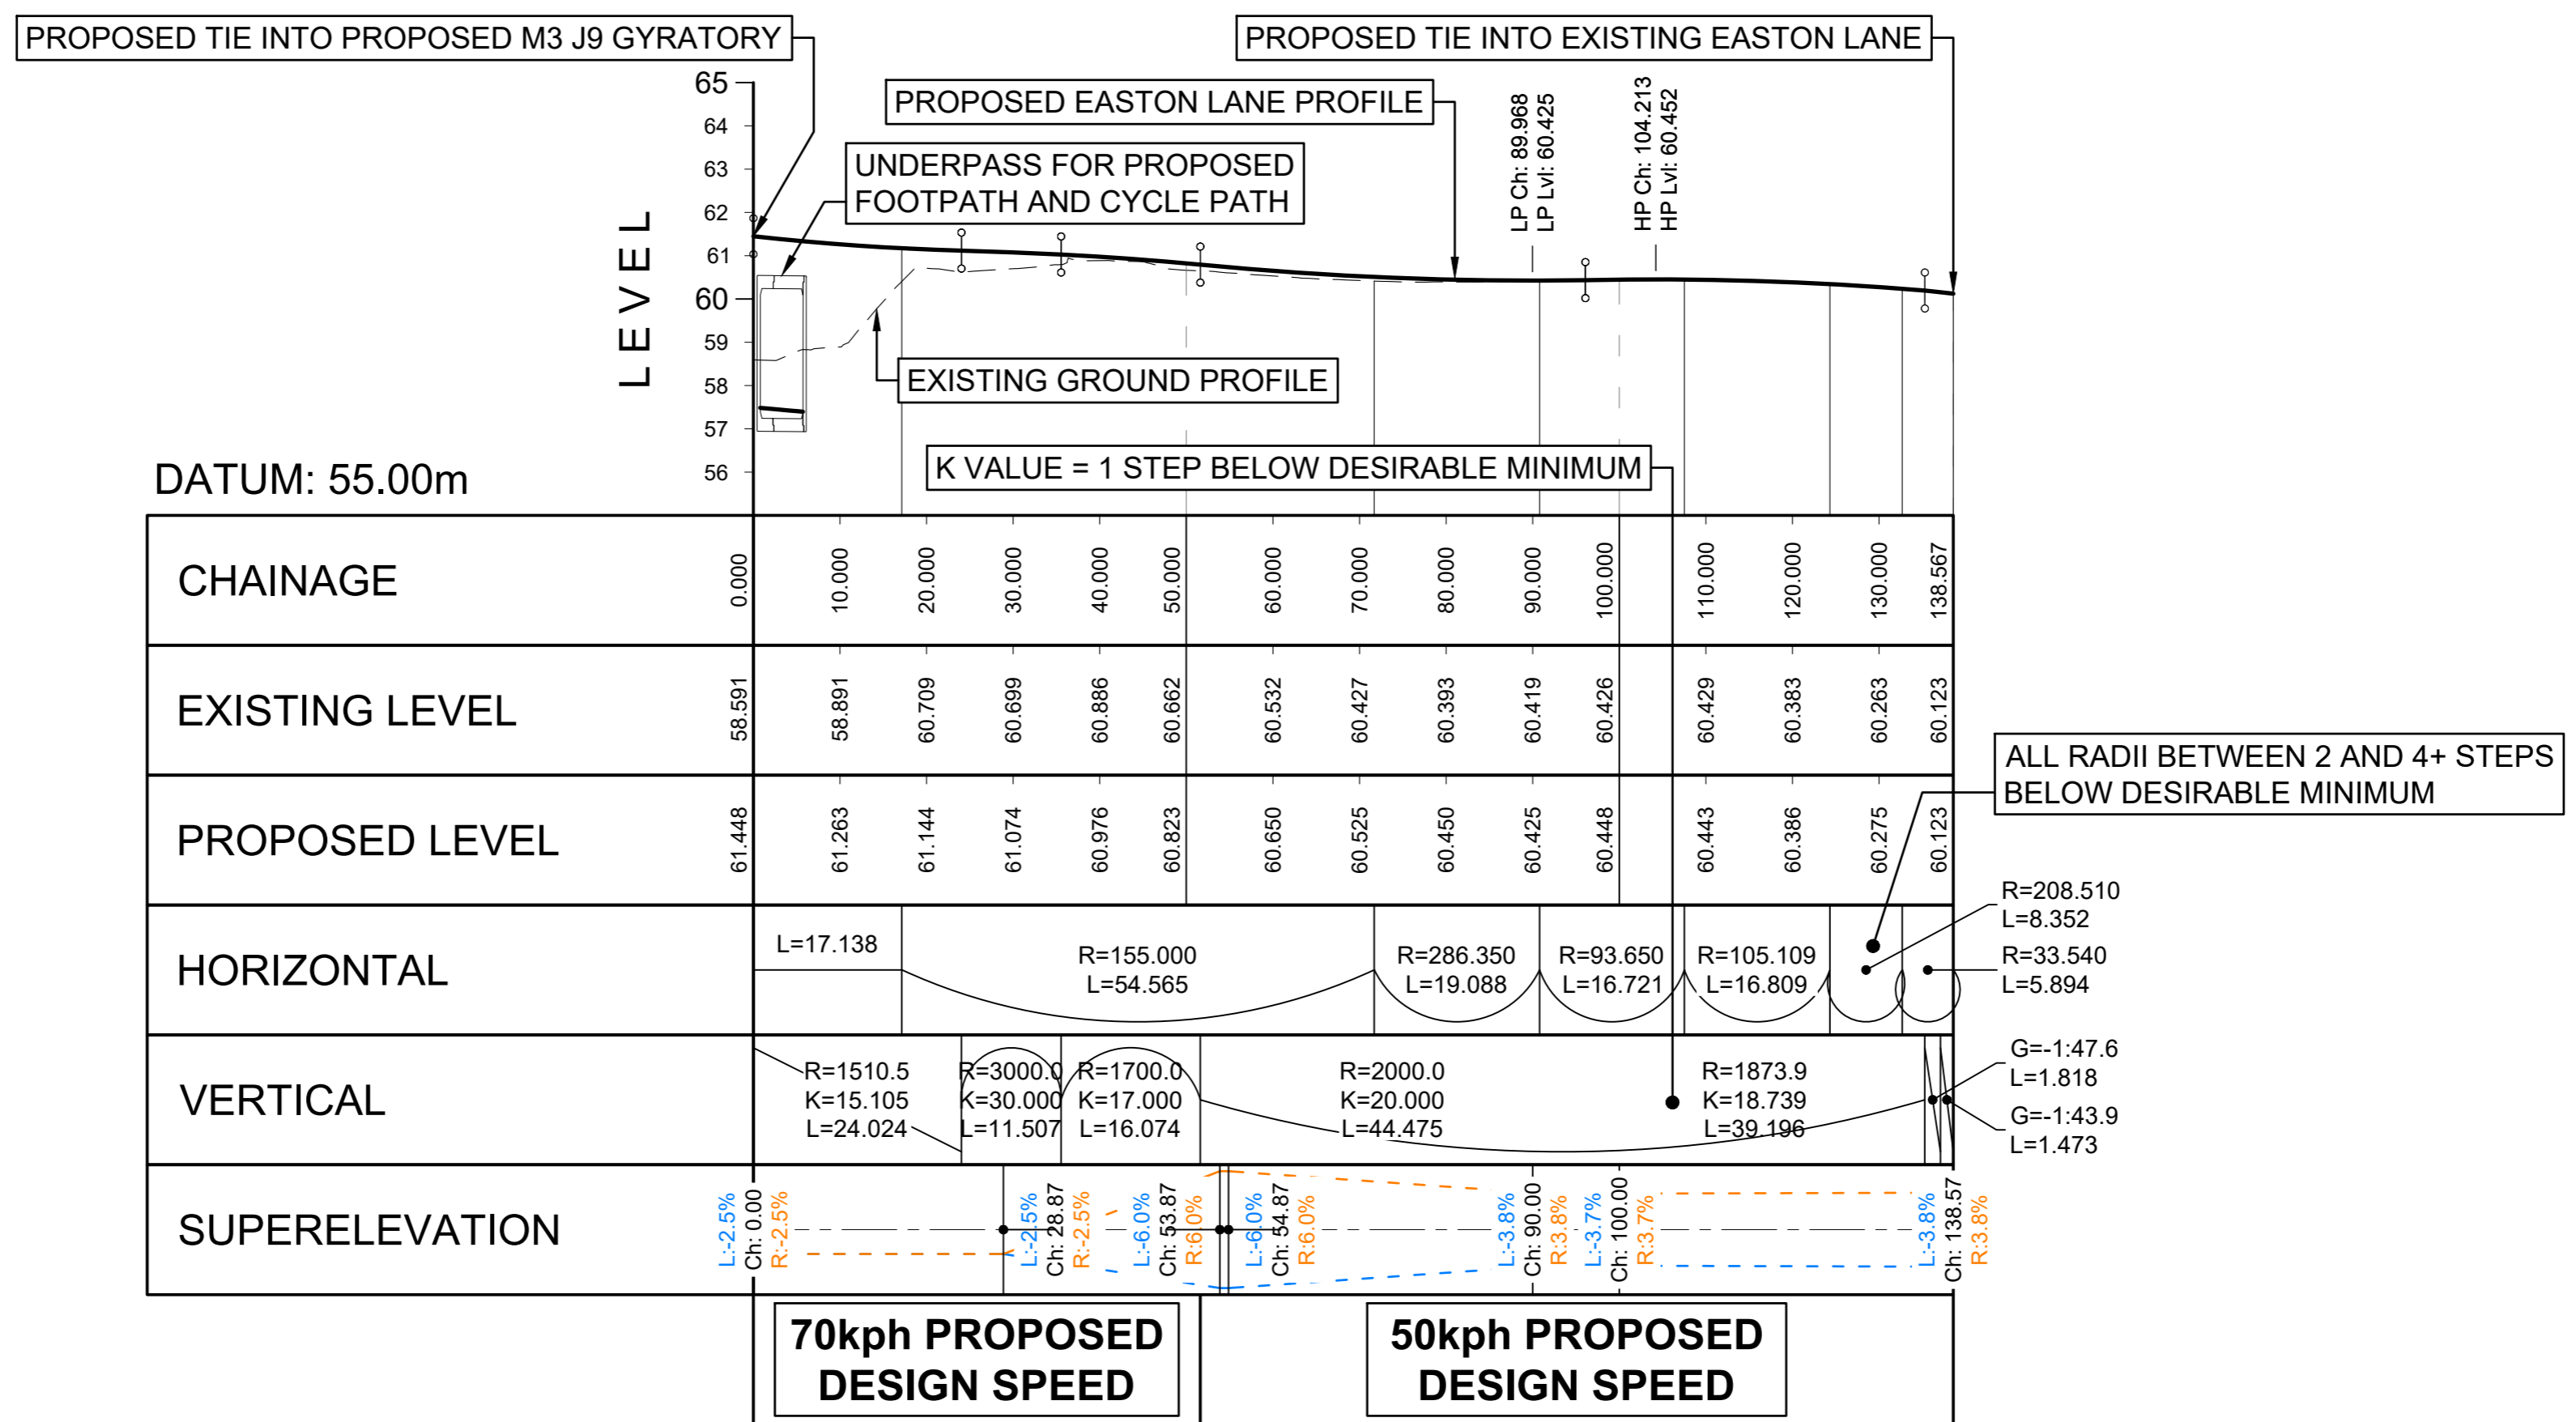 PROPOSED TIE INTO PROPOSED M3 J9 GYRATORY
PROPOSED TIE INTO EXISTING EASTON LANE
PROPOSED EASTON LANE PROFILE
UNDERPASS FOR PROPOSED
FOOTPATH AND CYCLE PATH
LP Ch: 89.968
LP Lvl: 60.425
HP Ch: 104.213
HP Lvl: 60.452
LEVEL
65
64
63
62
61
60
59
58
57
56
EXISTING GROUND PROFILE
K VALUE = 1 STEP BELOW DESIRABLE MINIMUM
DATUM: 55.00m
CHAINAGE
0.000
10.000
20.000
30.000
40.000
50.000
60.000
70.000
80.000
90.000
100.000
110.000
120.000
130.000
138.567
EXISTING LEVEL
58.591
58.891
60.709
60.699
60.886
60.662
60.532
60.427
60.393
60.419
60.426
60.429
60.383
60.263
60.123
ALL RADII BETWEEN 2 AND 4+ STEPS
BELOW DESIRABLE MINIMUM
PROPOSED LEVEL
61.448
61.263
61.144
61.074
60.976
60.823
60.650
60.525
60.450
60.425
60.448
60.443
60.386
60.275
60.123
HORIZONTAL
L=17.138
R=155.000
L=54.565
R=286.350
L=19.088
R=93.650
L=16.721
R=105.109
L=16.809
R=208.510
L=8.352
R=33.540
L=5.894
VERTICAL
R=1510.5
K=15.105
L=24.024
R=3000.0
K=30.000
L=11.507
R=1700.0
K=17.000
L=16.074
R=2000.0
K=20.000
L=44.475
R=1873.9
K=18.739
L=39.196
G=-1:47.6
L=1.818
G=-1:43.9
L=1.473
SUPERELEVATION
L:-2.5%
Ch: 0.00
R:-2.5%
L:-2.5%
Ch: 28.87
R:-2.5%
L:-6.0%
Ch: 53.87
R:6.0%
L:-6.0%
Ch: 54.87
R:6.0%
L:-3.8%
Ch: 90.00
R:3.8%
L:-3.7%
Ch: 100.00
R:3.7%
L:-3.8%
Ch: 138.57
R:3.8%
70kph PROPOSED
DESIGN SPEED
50kph PROPOSED
DESIGN SPEED